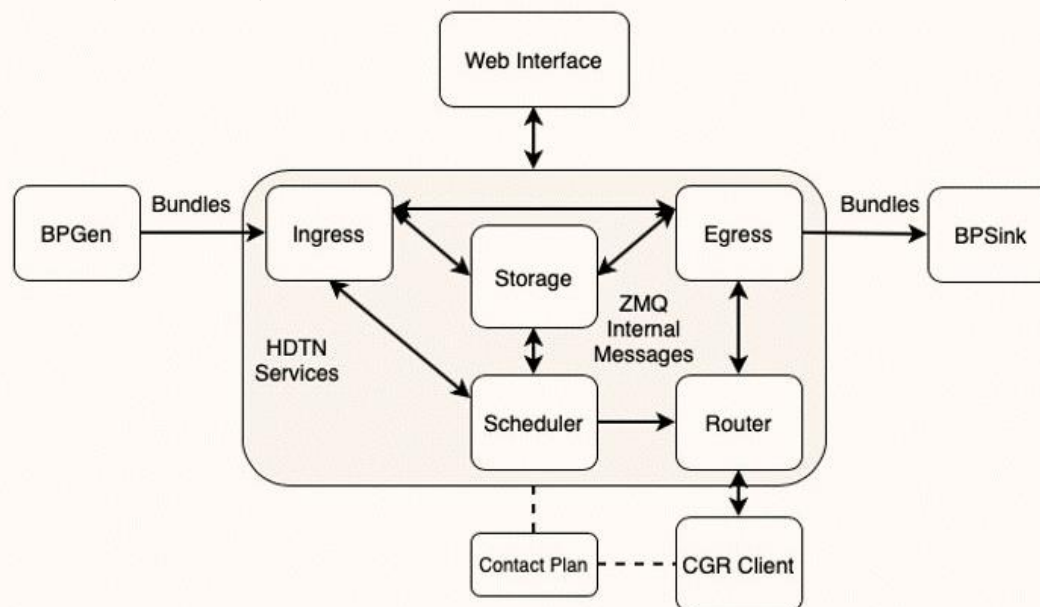 Web Interface
BPGen
Bundles
Ingress
Egress
Bundles
BPSink
Storage
ZMQ
Internal
Messages
HDTN
Services
Scheduler
Router
Contact Plan
CGR Client